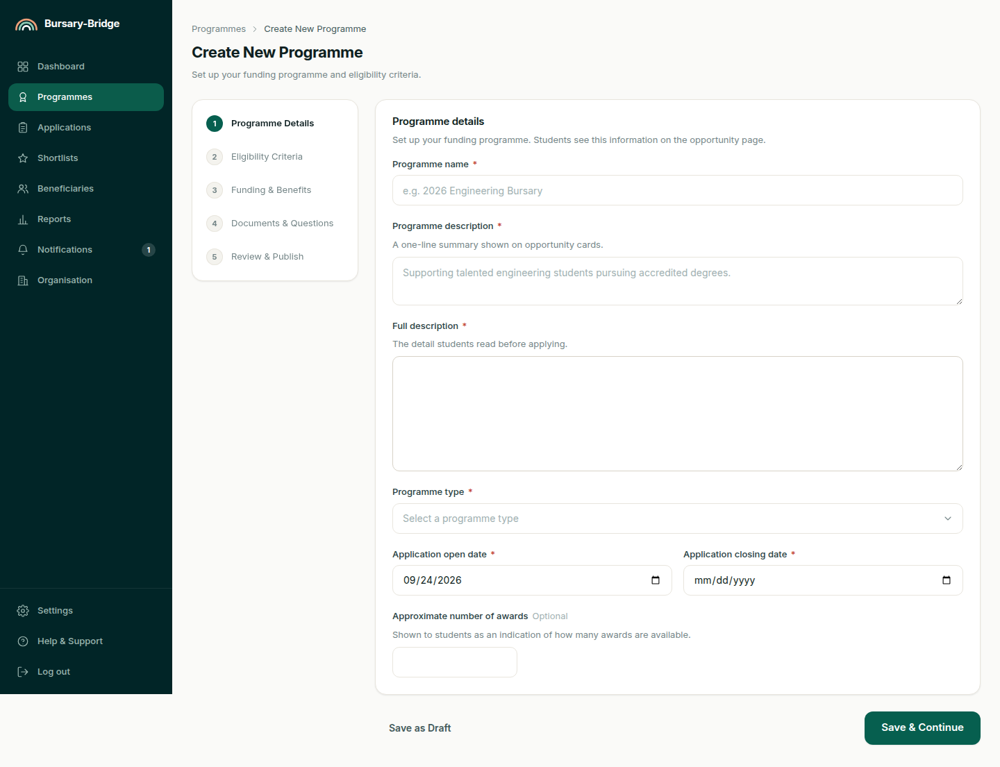 Bursary-Bridge
Dashboard
Programmes
Applications
Shortlists
Beneficiaries
Reports
Notifications 1
Organisation
Settings
Help & Support
Log out
Programmes > Create New Programme
Create New Programme
Set up your funding programme and eligibility criteria.
1 Programme Details
2 Eligibility Criteria
3 Funding & Benefits
4 Documents & Questions
5 Review & Publish
Programme details
Set up your funding programme. Students see this information on the opportunity page.
Programme name *
e.g. 2026 Engineering Bursary
Programme description *
A one-line summary shown on opportunity cards.
Supporting talented engineering students pursuing accredited degrees.
Full description *
The detail students read before applying.
Programme type *
Select a programme type
Application open date * Application closing date *
09/24/2026 mm/dd/yyyy
Approximate number of awards Optional
Shown to students as an indication of how many awards are available.
Save as Draft Save & Continue